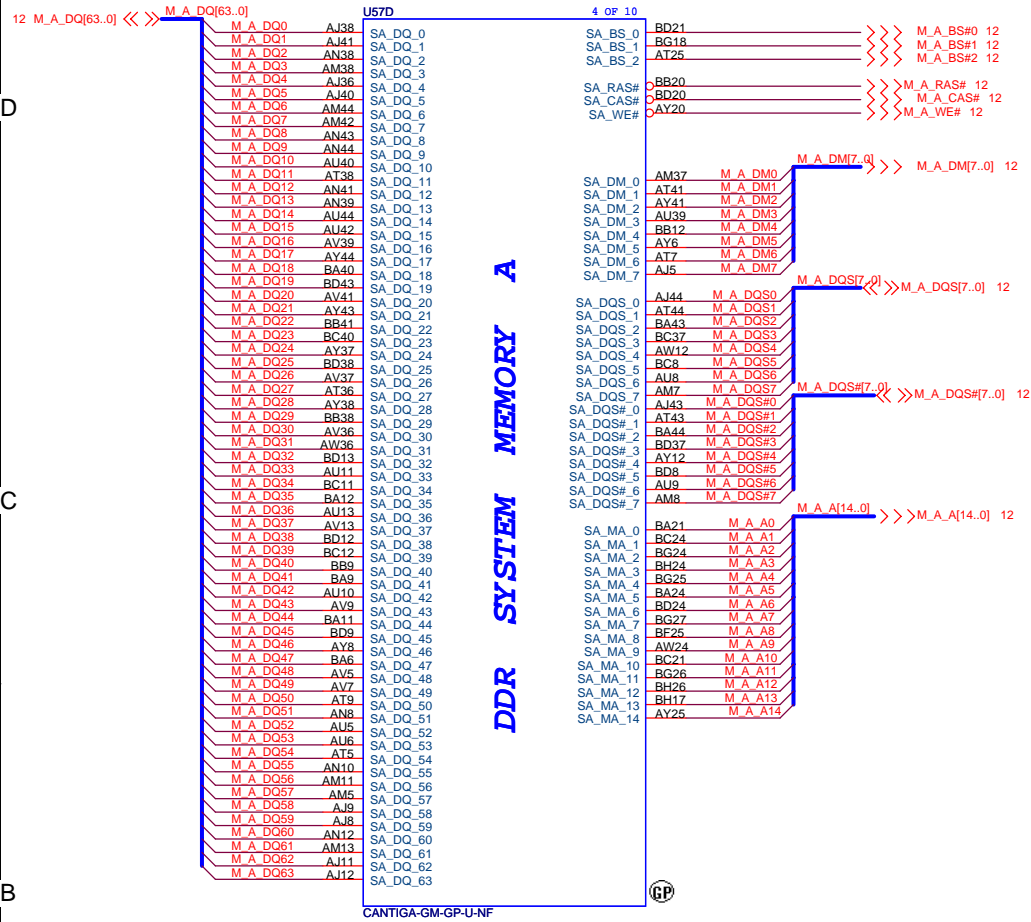 12 M_A_DQ[63..0] M_A_DQ[63..0]
U57D 4 OF 10
M_A_DQ0 AJ38 SA_DQ_0
M_A_DQ1 AJ41 SA_DQ_1
M_A_DQ2 AN38 SA_DQ_2
M_A_DQ3 AM38 SA_DQ_3
M_A_DQ4 AJ36 SA_DQ_4
M_A_DQ5 AJ40 SA_DQ_5
M_A_DQ6 AM44 SA_DQ_6
M_A_DQ7 AM42 SA_DQ_7
M_A_DQ8 AN43 SA_DQ_8
M_A_DQ9 AN44 SA_DQ_9
M_A_DQ10 AU40 SA_DQ_10
M_A_DQ11 AT38 SA_DQ_11
M_A_DQ12 AN41 SA_DQ_12
M_A_DQ13 AN39 SA_DQ_13
M_A_DQ14 AU44 SA_DQ_14
M_A_DQ15 AU42 SA_DQ_15
M_A_DQ16 AV39 SA_DQ_16
M_A_DQ17 AY44 SA_DQ_17
M_A_DQ18 BA40 SA_DQ_18
M_A_DQ19 BD43 SA_DQ_19
M_A_DQ20 AV41 SA_DQ_20
M_A_DQ21 AY43 SA_DQ_21
M_A_DQ22 BB41 SA_DQ_22
M_A_DQ23 BC40 SA_DQ_23
M_A_DQ24 AY37 SA_DQ_24
M_A_DQ25 BD38 SA_DQ_25
M_A_DQ26 AV37 SA_DQ_26
M_A_DQ27 AT36 SA_DQ_27
M_A_DQ28 AY38 SA_DQ_28
M_A_DQ29 BB38 SA_DQ_29
M_A_DQ30 AV36 SA_DQ_30
M_A_DQ31 AW36 SA_DQ_31
M_A_DQ32 BD13 SA_DQ_32
M_A_DQ33 AU11 SA_DQ_33
M_A_DQ34 BC11 SA_DQ_34
M_A_DQ35 BA12 SA_DQ_35
M_A_DQ36 AU13 SA_DQ_36
M_A_DQ37 AV13 SA_DQ_37
M_A_DQ38 BD12 SA_DQ_38
M_A_DQ39 BC12 SA_DQ_39
M_A_DQ40 BB9 SA_DQ_40
M_A_DQ41 BA9 SA_DQ_41
M_A_DQ42 AU10 SA_DQ_42
M_A_DQ43 AV9 SA_DQ_43
M_A_DQ44 BA11 SA_DQ_44
M_A_DQ45 BD9 SA_DQ_45
M_A_DQ46 AY8 SA_DQ_46
M_A_DQ47 BA6 SA_DQ_47
M_A_DQ48 AV5 SA_DQ_48
M_A_DQ49 AV7 SA_DQ_49
M_A_DQ50 AT9 SA_DQ_50
M_A_DQ51 AN8 SA_DQ_51
M_A_DQ52 AU5 SA_DQ_52
M_A_DQ53 AU6 SA_DQ_53
M_A_DQ54 AT5 SA_DQ_54
M_A_DQ55 AN10 SA_DQ_55
M_A_DQ56 AM11 SA_DQ_56
M_A_DQ57 AM5 SA_DQ_57
M_A_DQ58 AJ9 SA_DQ_58
M_A_DQ59 AJ8 SA_DQ_59
M_A_DQ60 AN12 SA_DQ_60
M_A_DQ61 AM13 SA_DQ_61
M_A_DQ62 AJ11 SA_DQ_62
M_A_DQ63 AJ12 SA_DQ_63
DDR SYSTEM MEMORY A
SA_BS_0 BD21 M_A_BS#0 12
SA_BS_1 BG18 M_A_BS#1 12
SA_BS_2 AT25 M_A_BS#2 12
SA_RAS# BB20 M_A_RAS# 12
SA_CAS# BD20 M_A_CAS# 12
SA_WE# AY20 M_A_WE# 12
M_A_DM[7..0] M_A_DM[7..0] 12
SA_DM_0 AM37 M_A_DM0
SA_DM_1 AT41 M_A_DM1
SA_DM_2 AY41 M_A_DM2
SA_DM_3 AU39 M_A_DM3
SA_DM_4 BB12 M_A_DM4
SA_DM_5 AY6 M_A_DM5
SA_DM_6 AT7 M_A_DM6
SA_DM_7 AJ5 M_A_DM7
M_A_DQS[7..0] M_A_DQS[7..0] 12
SA_DQS_0 AJ44 M_A_DQS0
SA_DQS_1 AT44 M_A_DQS1
SA_DQS_2 BA43 M_A_DQS2
SA_DQS_3 BC37 M_A_DQS3
SA_DQS_4 AW12 M_A_DQS4
SA_DQS_5 BC8 M_A_DQS5
SA_DQS_6 AU8 M_A_DQS6
SA_DQS_7 AM7 M_A_DQS7
M_A_DQS#[7..0] M_A_DQS#[7..0] 12
SA_DQS#_0 AJ43 M_A_DQS#0
SA_DQS#_1 AT43 M_A_DQS#1
SA_DQS#_2 BA44 M_A_DQS#2
SA_DQS#_3 BD37 M_A_DQS#3
SA_DQS#_4 AY12 M_A_DQS#4
SA_DQS#_5 BD8 M_A_DQS#5
SA_DQS#_6 AU9 M_A_DQS#6
SA_DQS#_7 AM8 M_A_DQS#7
M_A_A[14..0] M_A_A[14..0] 12
SA_MA_0 BA21 M_A_A0
SA_MA_1 BC24 M_A_A1
SA_MA_2 BG24 M_A_A2
SA_MA_3 BH24 M_A_A3
SA_MA_4 BG25 M_A_A4
SA_MA_5 BA24 M_A_A5
SA_MA_6 BD24 M_A_A6
SA_MA_7 BG27 M_A_A7
SA_MA_8 BF25 M_A_A8
SA_MA_9 AW24 M_A_A9
SA_MA_10 BC21 M_A_A10
SA_MA_11 BG26 M_A_A11
SA_MA_12 BH26 M_A_A12
SA_MA_13 BH17 M_A_A13
SA_MA_14 AY25 M_A_A14
GP
CANTIGA-GM-GP-U-NF
D
C
B